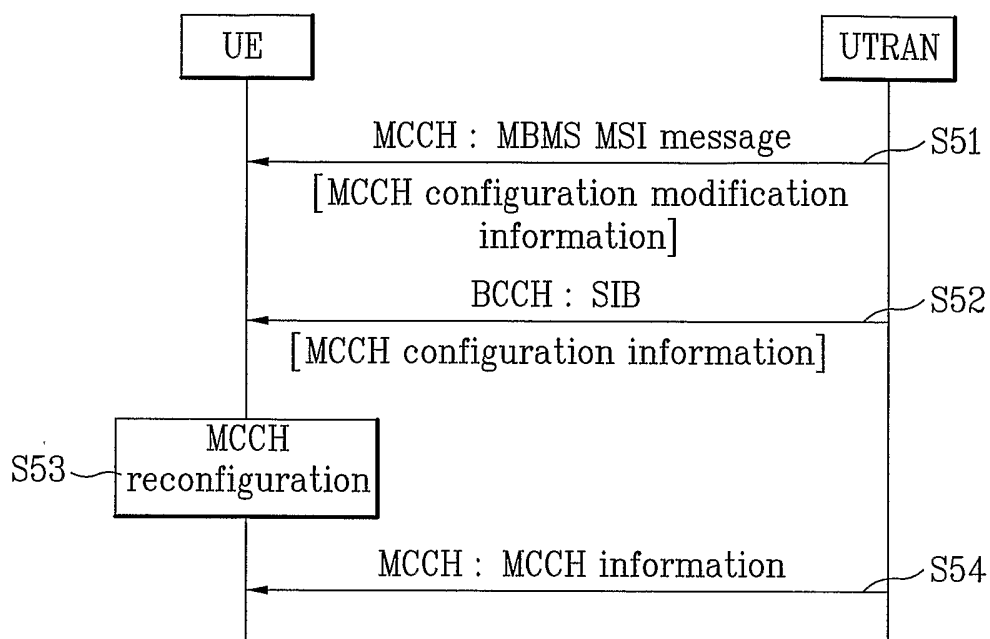 UE
UTRAN
MCCH : MBMS MSI message
S51
[MCCH configuration modification
information]
BCCH : SIB
S52
[MCCH configuration information]
MCCH
S53
reconfiguration
MCCH : MCCH information
S54